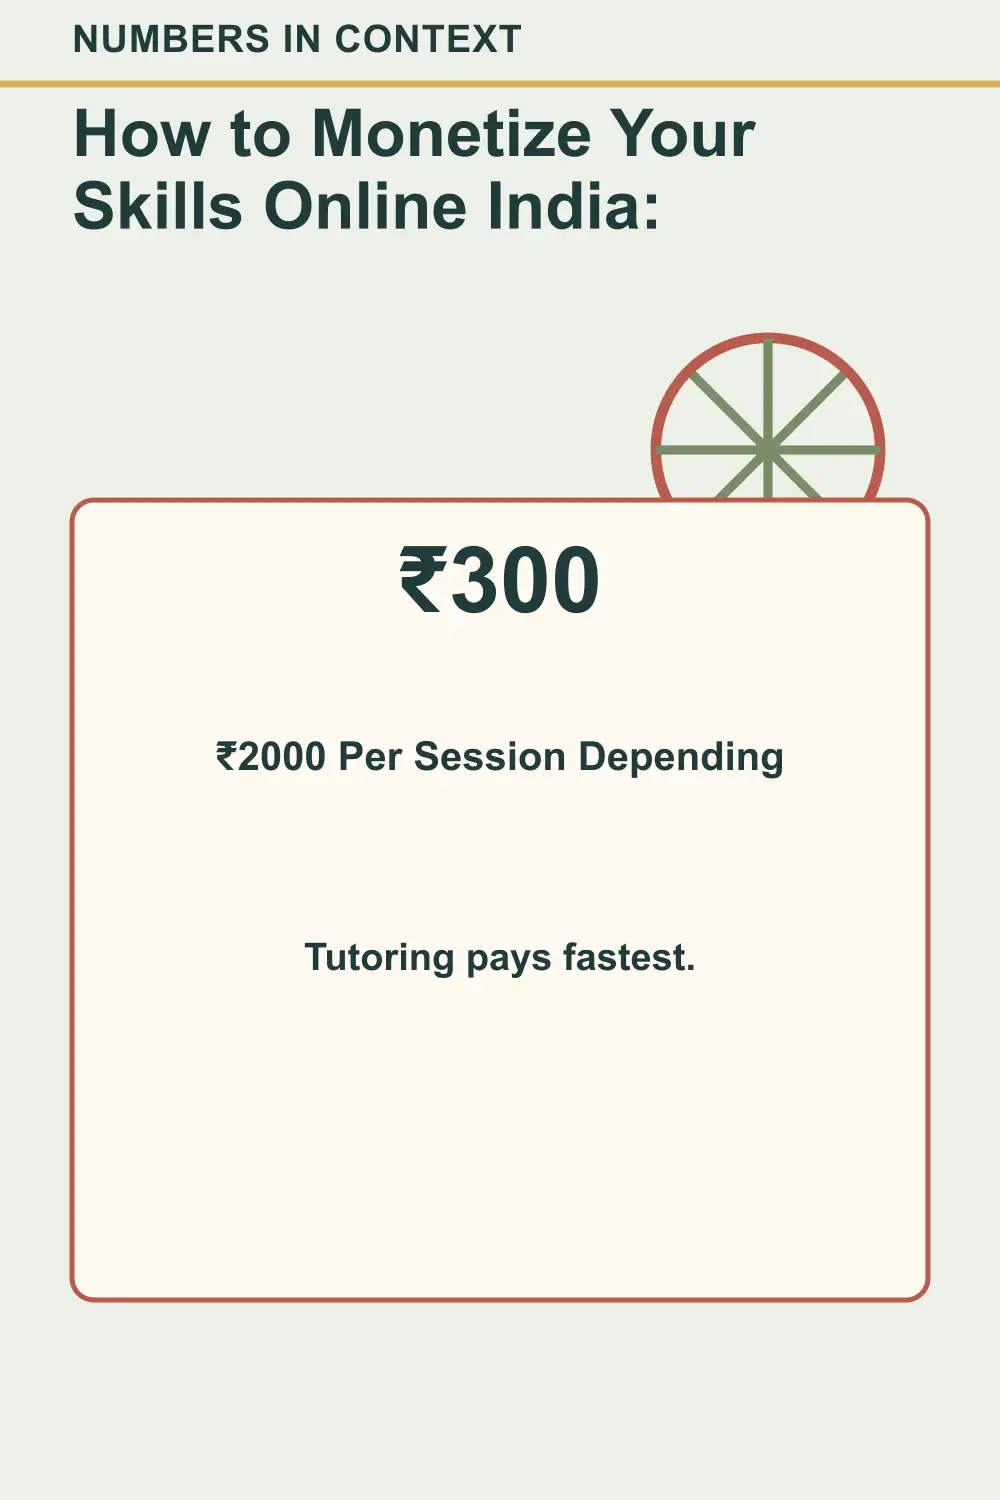 NUMBERS IN CONTEXT
How to Monetize Your
Skills Online India:
₹300
₹2000 Per Session Depending
Tutoring pays fastest.